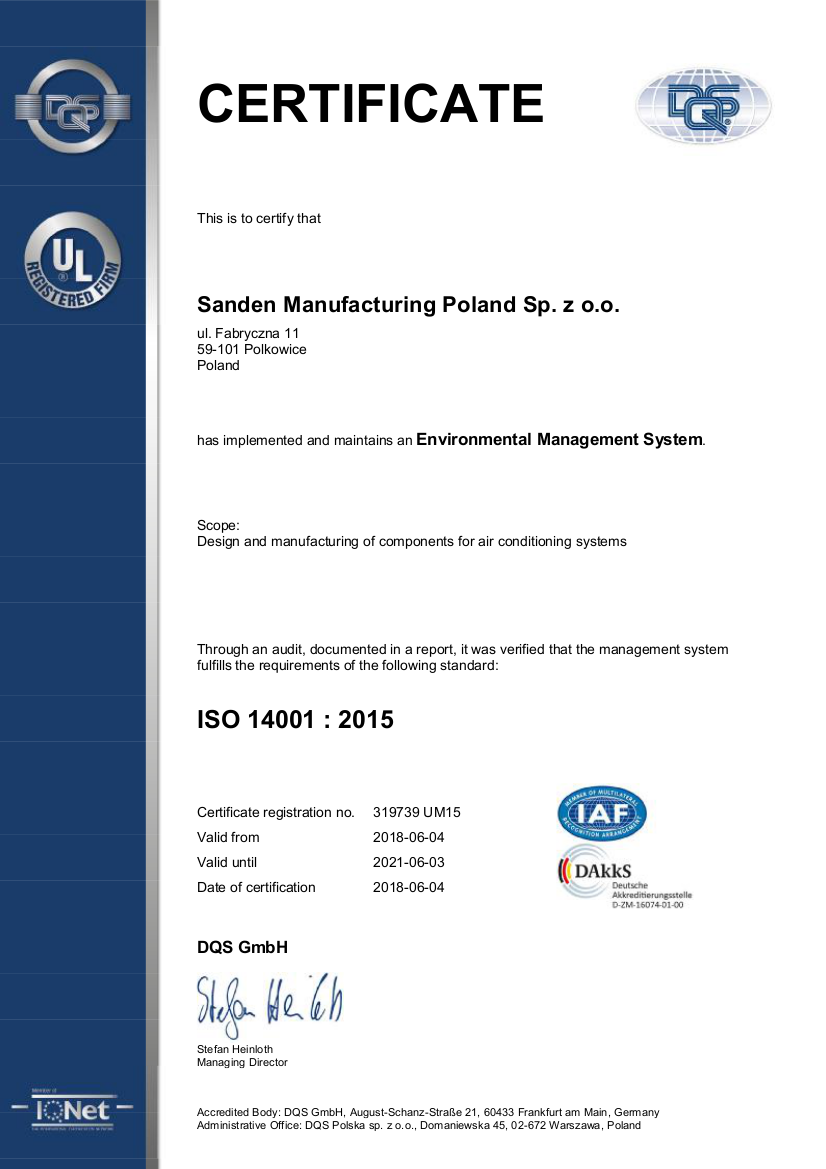 CERTIFICATE
DQS
DQS
UL
®
REGISTERED FIRM
This is to certify that
Sanden Manufacturing Poland Sp. z o.o.
ul. Fabryczna 11
59-101 Polkowice
Poland
has implemented and maintains an Environmental Management System.
Scope:
Design and manufacturing of components for air conditioning systems
Through an audit, documented in a report, it was verified that the management system
fulfills the requirements of the following standard:
ISO 14001 : 2015
Certificate registration no. 319739 UM15
Valid from 2018-06-04
Valid until 2021-06-03
Date of certification 2018-06-04
MEMBER OF MULTILATERAL
IAF
RECOGNITION ARRANGEMENT
DAkkS
Deutsche
Akkreditierungsstelle
D-ZM-16074-01-00
DQS GmbH
Stefan Heinloth
Stefan Heinloth
Managing Director
Member of
IQNet
Accredited Body: DQS GmbH, August-Schanz-Straße 21, 60433 Frankfurt am Main, Germany
Administrative Office: DQS Polska sp. z o.o., Domaniewska 45, 02-672 Warszawa, Poland